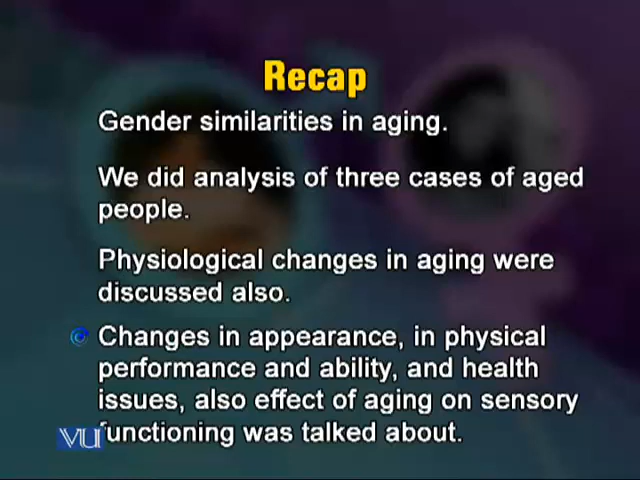 Recap
Gender similarities in aging.
We did analysis of three cases of aged
people.
Physiological changes in aging were
discussed also.
Changes in appearance, in physical
performance and ability, and health
issues, also effect of aging on sensory
functioning was talked about.
VU